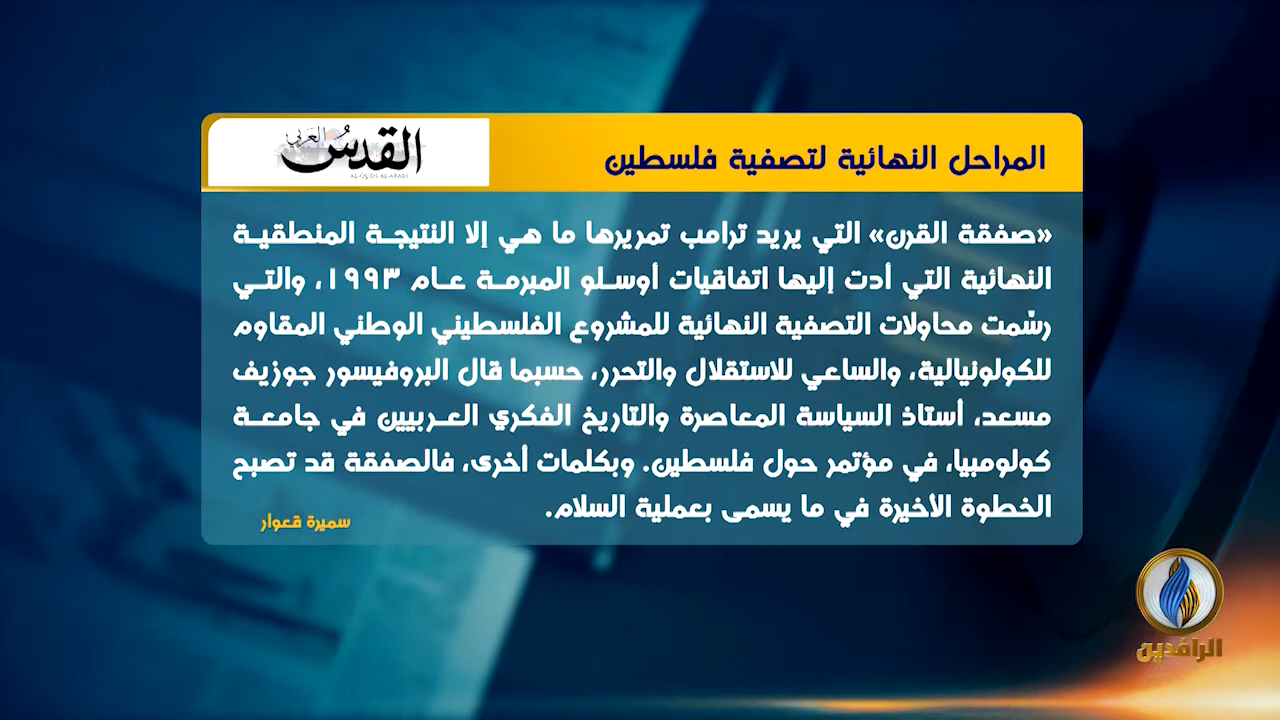 المراحل النهائية لتصفية فلسطين
القدس العربي
AL-QUDS AL-ARABI
«صفقة القرن» التي يريد ترامب تمريرها ما هي إلا النتيجة المنطقية
النهائية التي أدت إليها اتفاقيات أوسلو المبرمة عام ١٩٩٣، والتي
رسّمت محاولات التصفية النهائية للمشروع الفلسطيني الوطني المقاوم
للكولونيالية، والساعي للاستقلال والتحرر، حسبما قال البروفيسور جوزيف
مسعد، أستاذ السياسة المعاصرة والتاريخ الفكري العربيين في جامعة
كولومبيا، في مؤتمر حول فلسطين. وبكلمات أخرى، فالصفقة قد تصبح
الخطوة الأخيرة في ما يسمى بعملية السلام.
سميرة قعوار
الرافدين